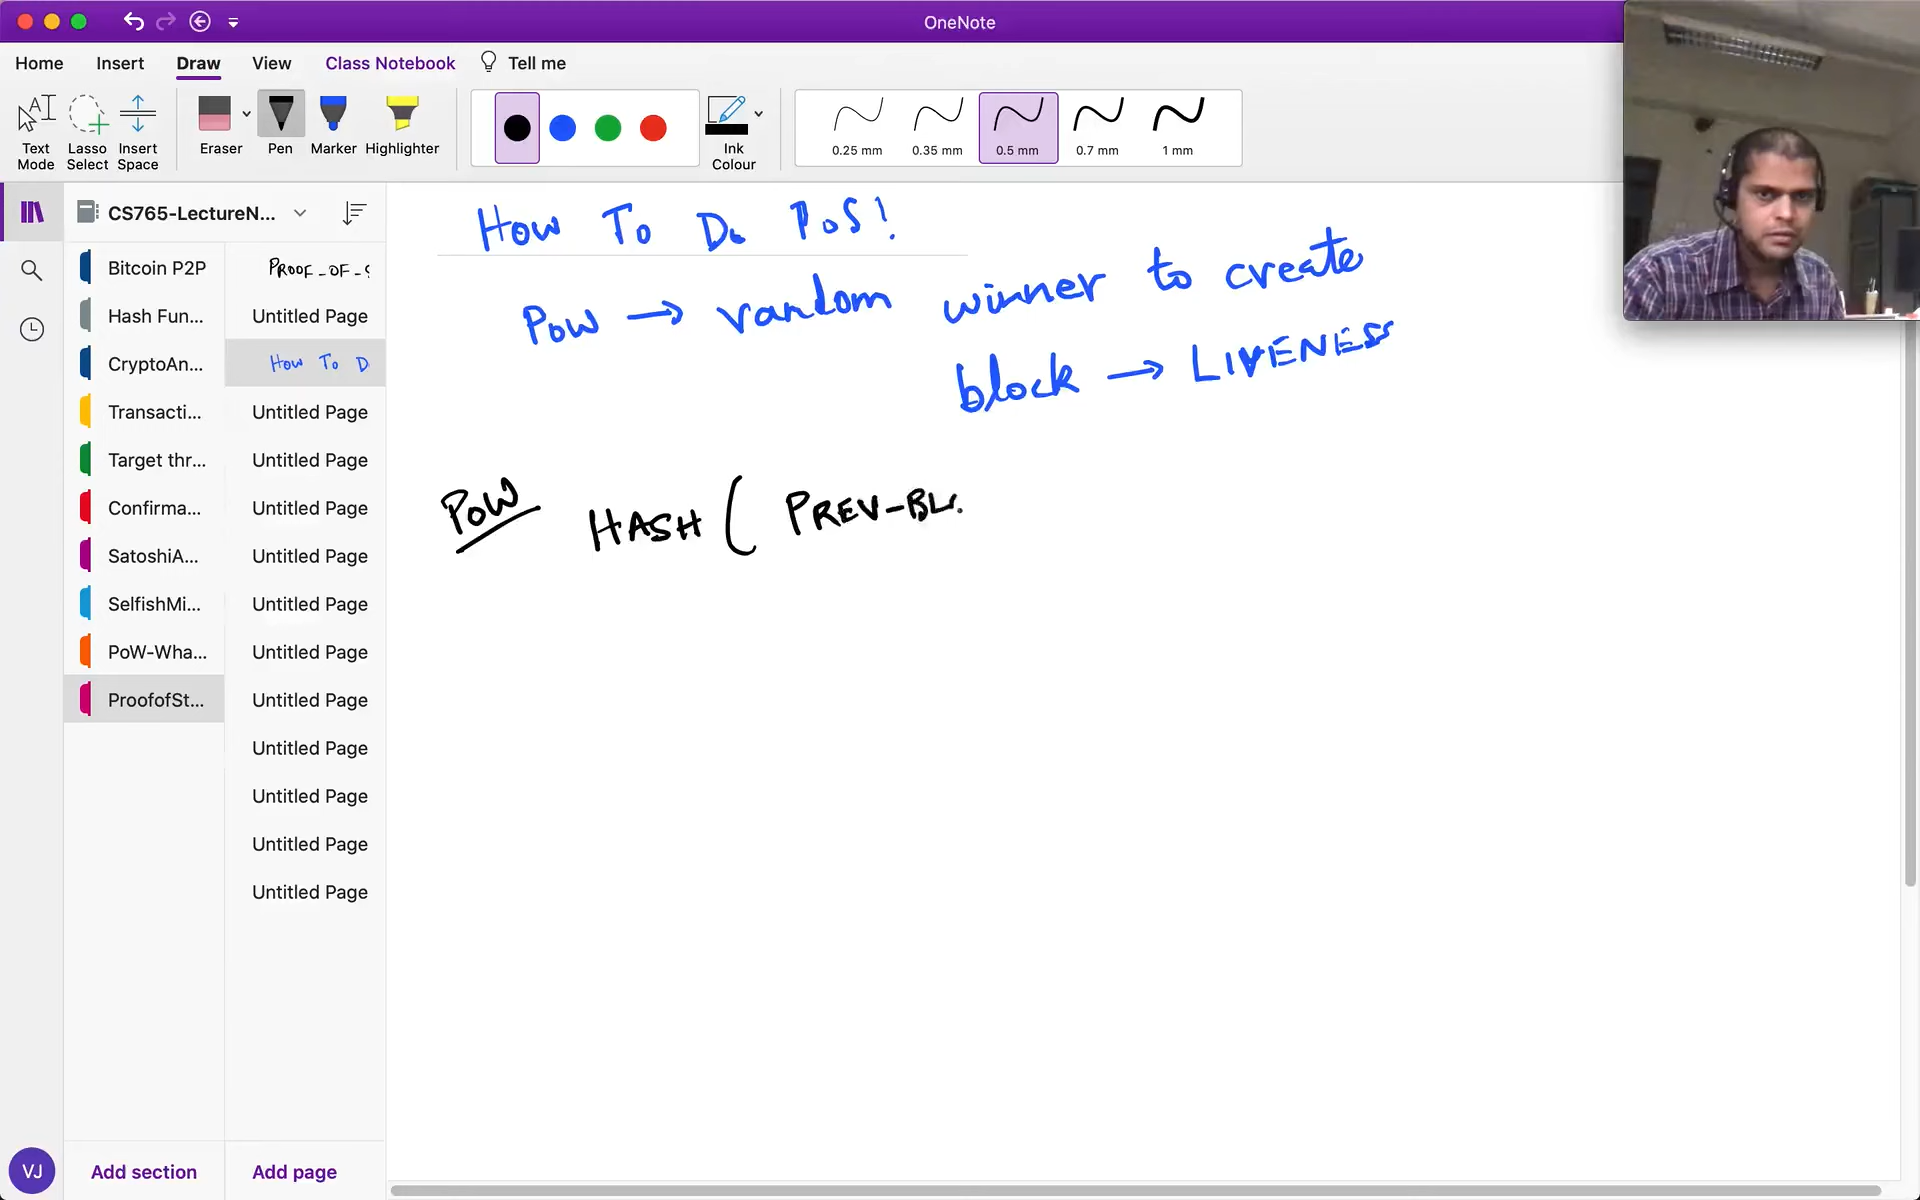 OneNote
Home Insert Draw View Class Notebook Tell me
Text Mode
Lasso Select
Insert Space
Eraser
Pen
Marker
Highlighter
Ink Colour
0.25 mm
0.35 mm
0.5 mm
0.7 mm
1 mm
CS765-LectureN...
Bitcoin P2P
Hash Fun...
CryptoAn...
Transacti...
Target thr...
Confirma...
SatoshiA...
SelfishMi...
PoW-Wha...
ProofofSt...
PROOF-OF-S
Untitled Page
How To D
Untitled Page
Untitled Page
Untitled Page
Untitled Page
Untitled Page
Untitled Page
Untitled Page
Untitled Page
Untitled Page
Untitled Page
Untitled Page
VJ
Add section
Add page
How To Do PoS!
PoW → random winner to create
block → LIVENESS
PoW HASH ( PREV-BL